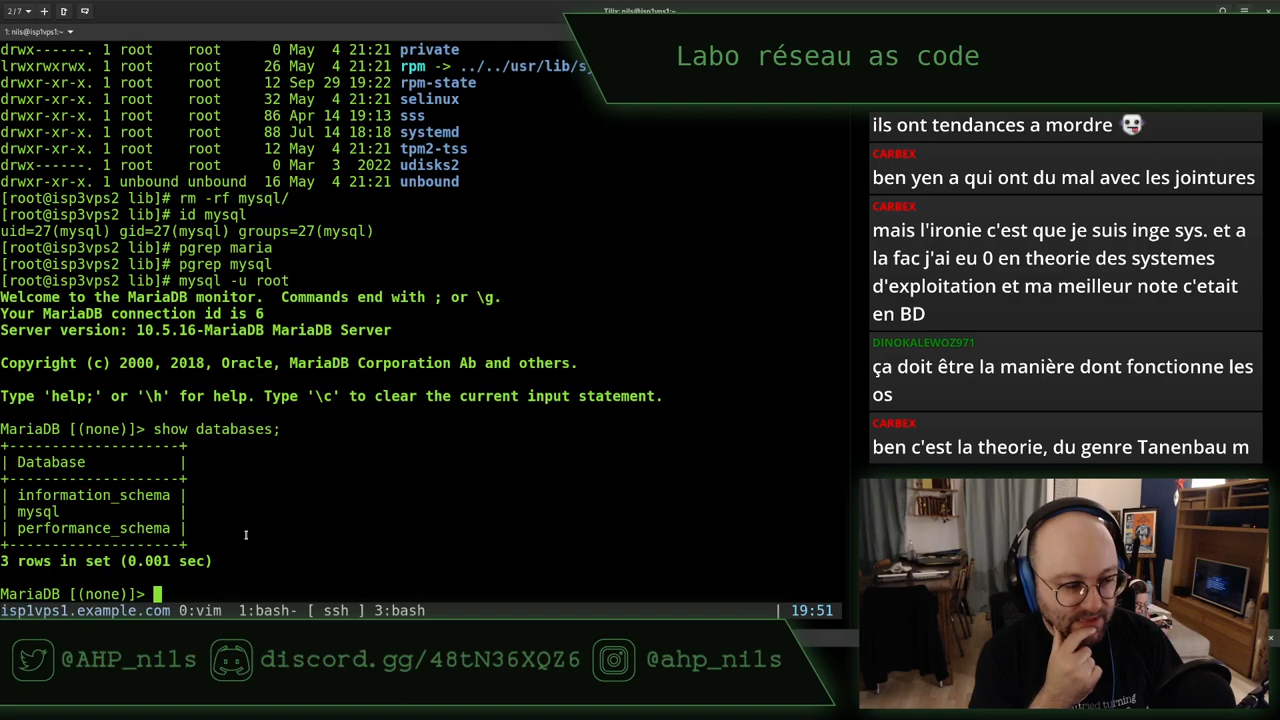 2/7
Tilix: nils@isp1vps1:~
1: nils@isp1vps1:~
drwx------. 1 root    root       0 May  4 21:21 private
lrwxrwxrwx. 1 root    root      26 May  4 21:21 rpm -> ../../usr/lib/s
drwxr-xr-x. 1 root    root      12 Sep 29 19:22 rpm-state
drwxr-xr-x. 1 root    root      32 May  4 21:21 selinux
drwxr-xr-x. 1 root    root      86 Apr 14 19:13 sss
drwxr-xr-x. 1 root    root      88 Jul 14 18:18 systemd
drwxr-xr-x. 1 root    root      12 May  4 21:21 tpm2-tss
drwx------. 1 root    root       0 Mar  3  2022 udisks2
drwxr-xr-x. 1 unbound unbound   16 May  4 21:21 unbound
[root@isp3vps2 lib]# rm -rf mysql/
[root@isp3vps2 lib]# id mysql
uid=27(mysql) gid=27(mysql) groups=27(mysql)
[root@isp3vps2 lib]# pgrep maria
[root@isp3vps2 lib]# pgrep mysql
[root@isp3vps2 lib]# mysql -u root
Welcome to the MariaDB monitor.  Commands end with ; or \g.
Your MariaDB connection id is 6
Server version: 10.5.16-MariaDB MariaDB Server
Copyright (c) 2000, 2018, Oracle, MariaDB Corporation Ab and others.
Type 'help;' or '\h' for help. Type '\c' to clear the current input statement.
MariaDB [(none)]> show databases;
+--------------------+
| Database           |
+--------------------+
| information_schema |
| mysql              |
| performance_schema |
+--------------------+
3 rows in set (0.001 sec)
MariaDB [(none)]>
isp1vps1.example.com 0:vim  1:bash- [ ssh ] 3:bash | 19:51
Labo réseau as code
ils ont tendances a mordre
CARBEX
ben yen a qui ont du mal avec les jointures
CARBEX
mais l'ironie c'est que je suis inge sys. et a
la fac j'ai eu 0 en theorie des systemes
d'exploitation et ma meilleur note c'etait
en BD
DINOKALEWOZ971
ça doit être la manière dont fonctionne les
os
CARBEX
ben c'est la theorie, du genre Tanenbau m
@AHP_nils discord.gg/48tN36XQZ6 @ahp_nils
turning